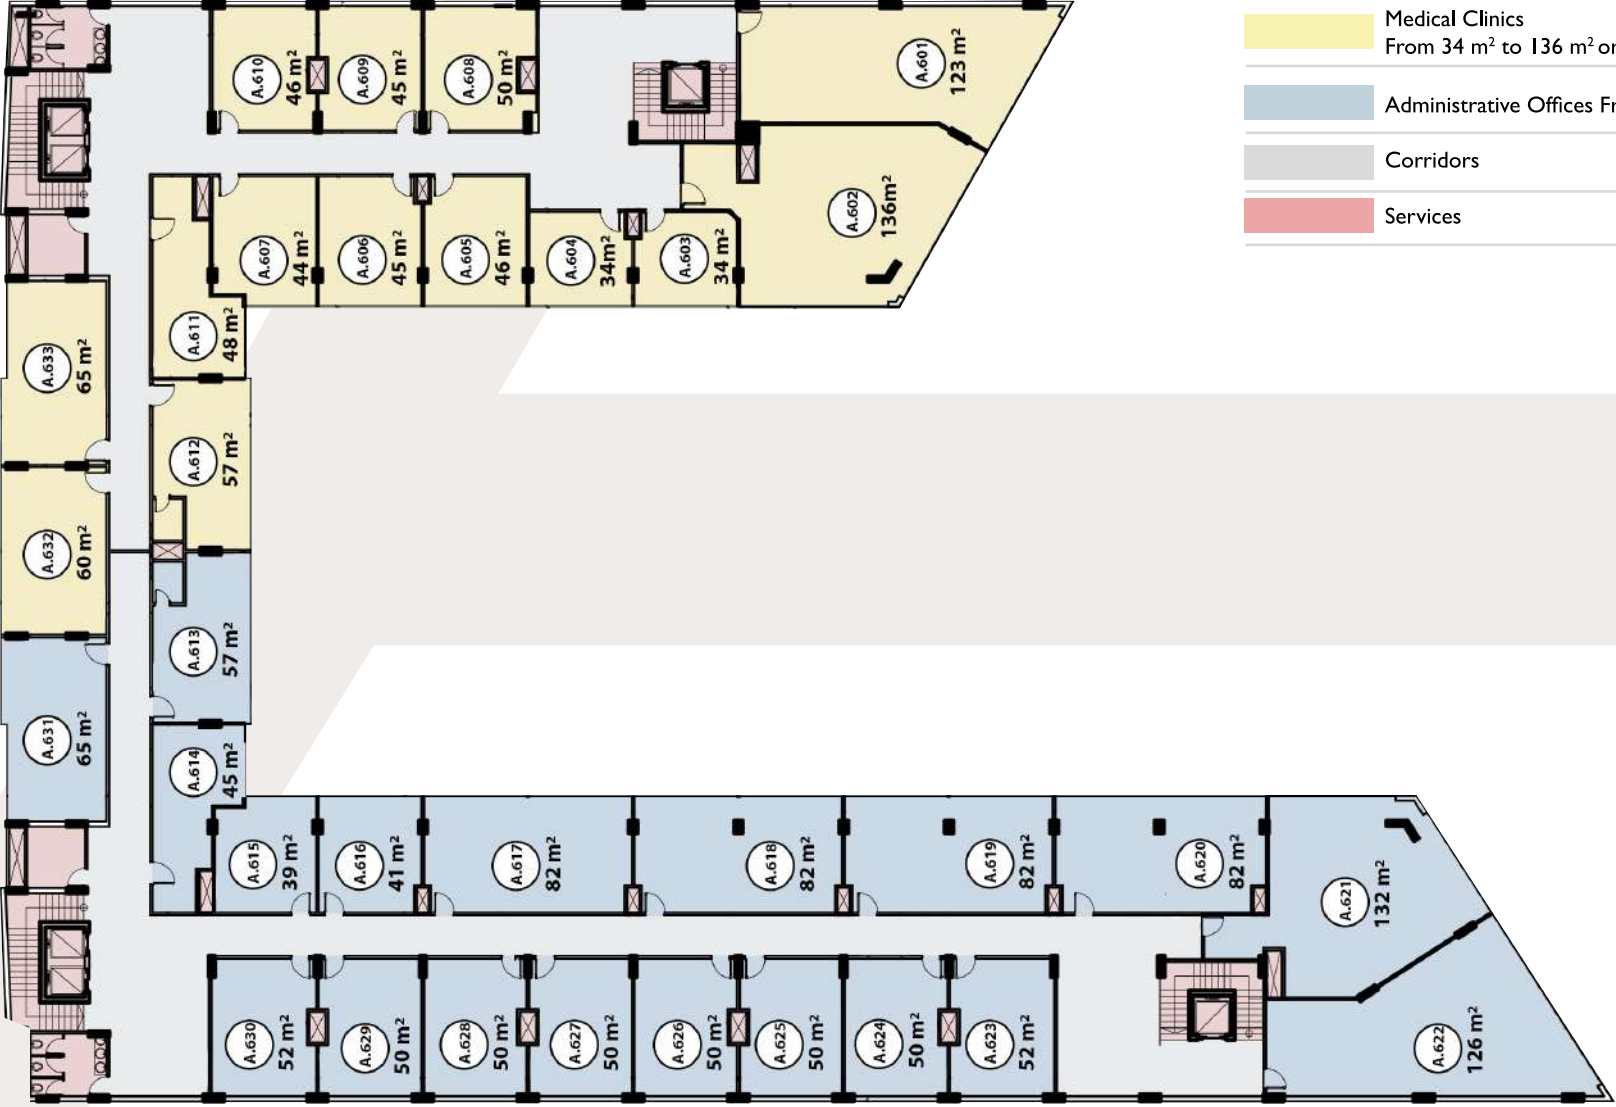 Medical Clinics
From 34 m² to 136 m² or
Administrative Offices Fr
Corridors
Services
A.610
46 m²
A.609
45 m²
A.608
50 m²
A.601
123 m²
A.602
136m²
A.607
44 m²
A.606
45 m²
A.605
46 m²
A.604
34m²
A.603
34 m²
A.611
48 m²
A.633
65 m²
A.612
57 m²
A.632
60 m²
A.613
57 m²
A.631
65 m²
A.614
45 m²
A.615
39 m²
A.616
41 m²
A.617
82 m²
A.618
82 m²
A.619
82 m²
A.620
82 m²
A.621
132 m²
A.630
52 m²
A.629
50 m²
A.628
50 m²
A.627
50 m²
A.626
50 m²
A.625
50 m²
A.624
50 m²
A.623
52 m²
A.622
126 m²